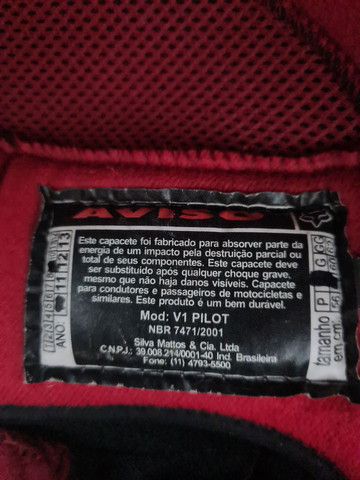 AVISO
Este capacete foi fabricado para absorver parte da
energia de um impacto pela destruição parcial ou
total de seus componentes. Este capacete deve
ser substituído após qualquer choque grave,
mesmo que não haja danos visíveis. Capacete
para condutores e passageiros de motocicletas e
similares. Este produto é um bem durável.
Mod: V1 PILOT
NBR 7471/2001
Silva Mattos & Cia. Ltda
C.N.P.J.: 39.008.214/0001-40 Ind. Brasileira
Fone: (11) 4793-5500
ANO: 11 12 13
tamanho P G GG
em cm 56